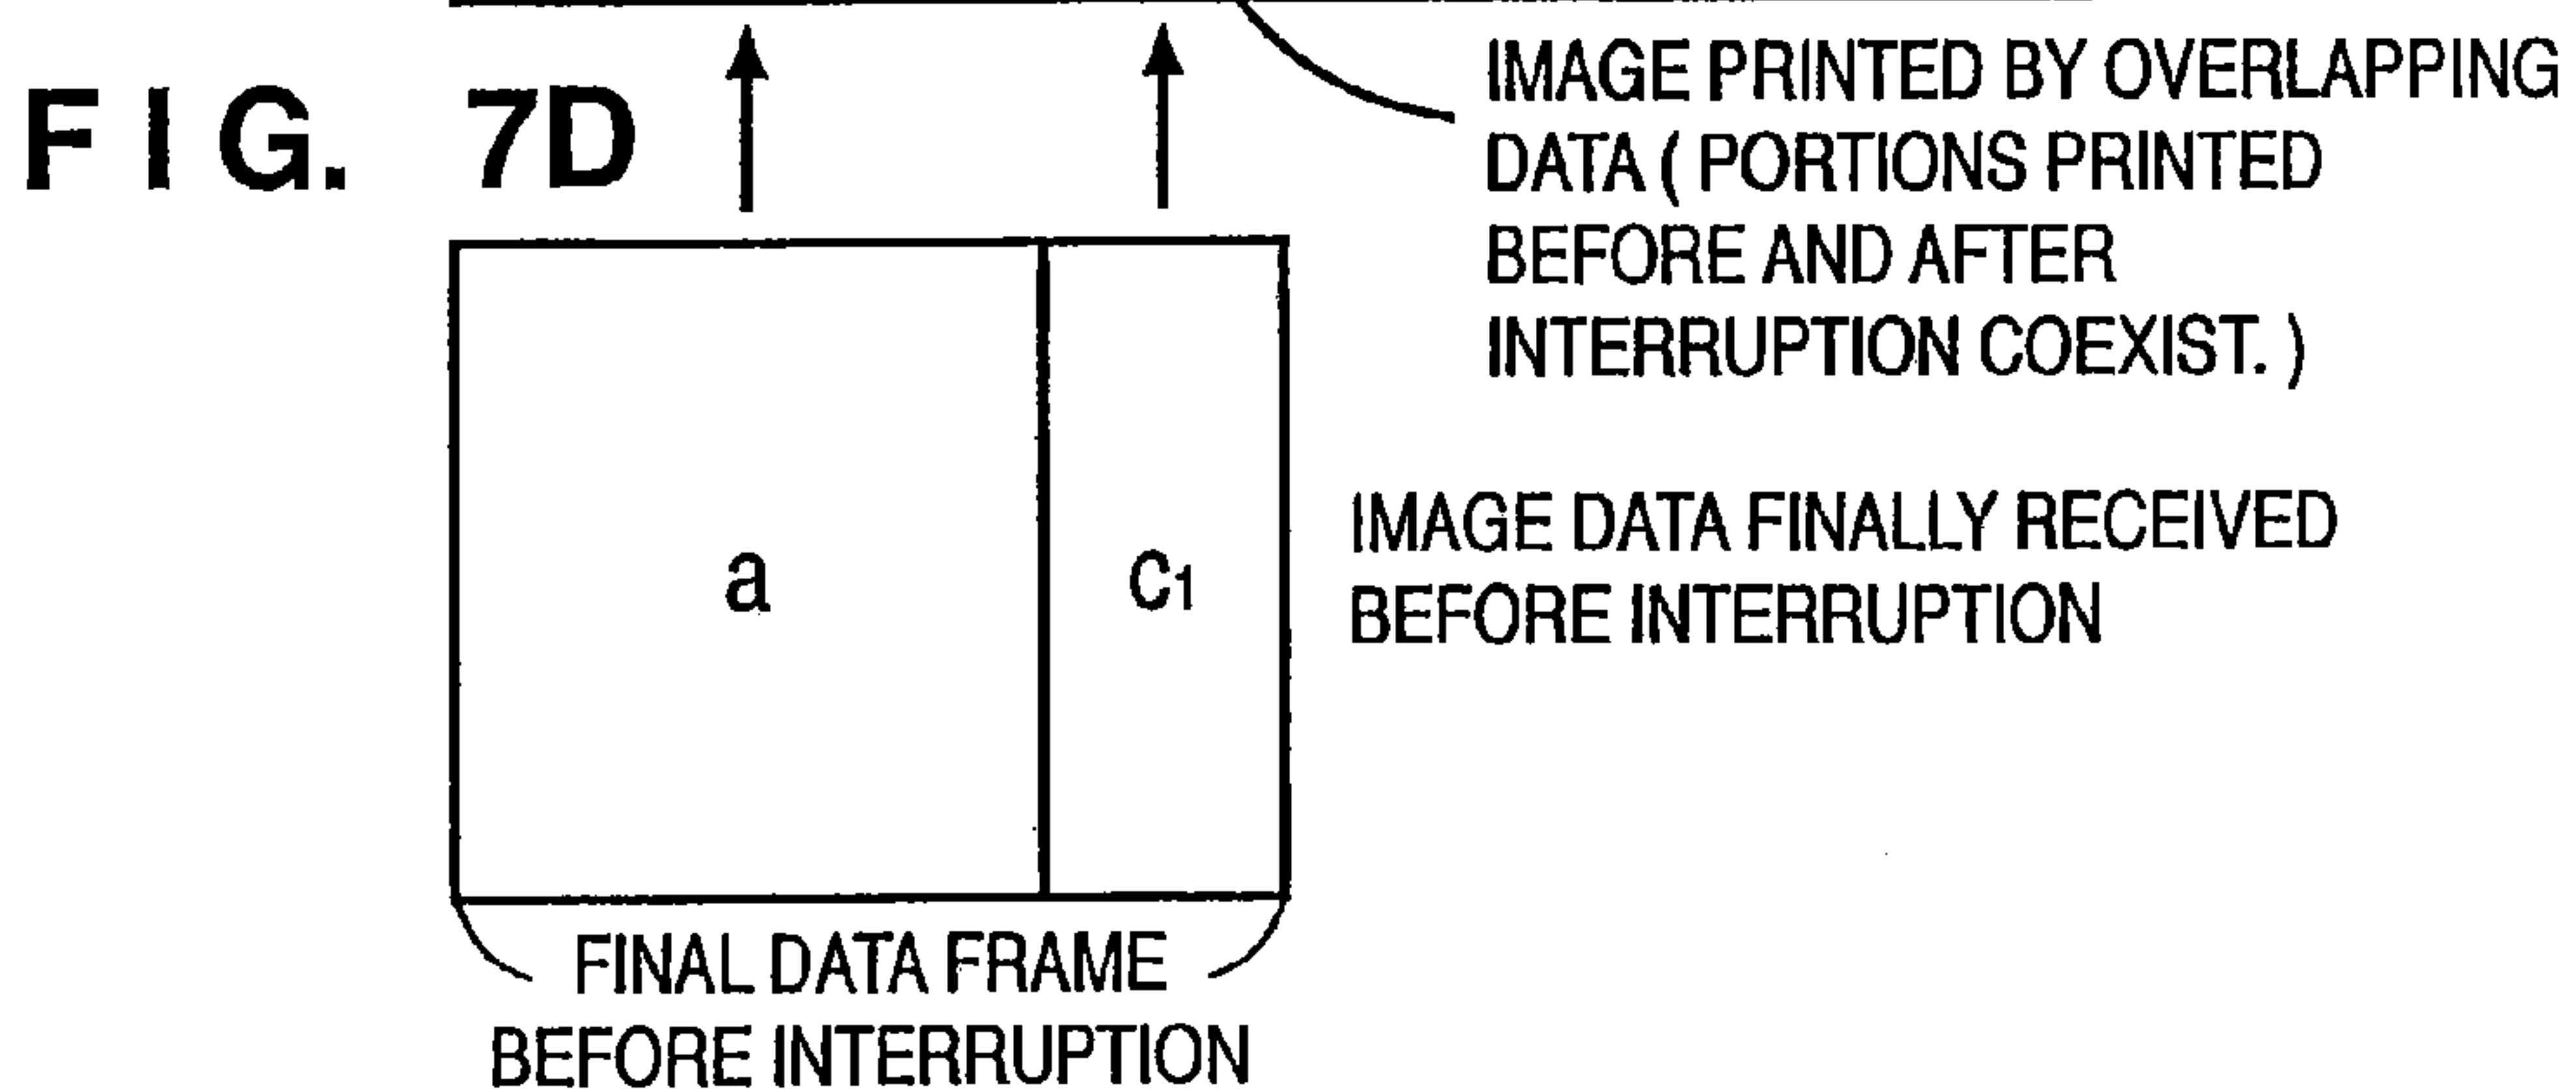 FIG. 7D
IMAGE PRINTED BY OVERLAPPING
DATA ( PORTIONS PRINTED
BEFORE AND AFTER
INTERRUPTION COEXIST. )
a
c1
IMAGE DATA FINALLY RECEIVED
BEFORE INTERRUPTION
FINAL DATA FRAME
BEFORE INTERRUPTION